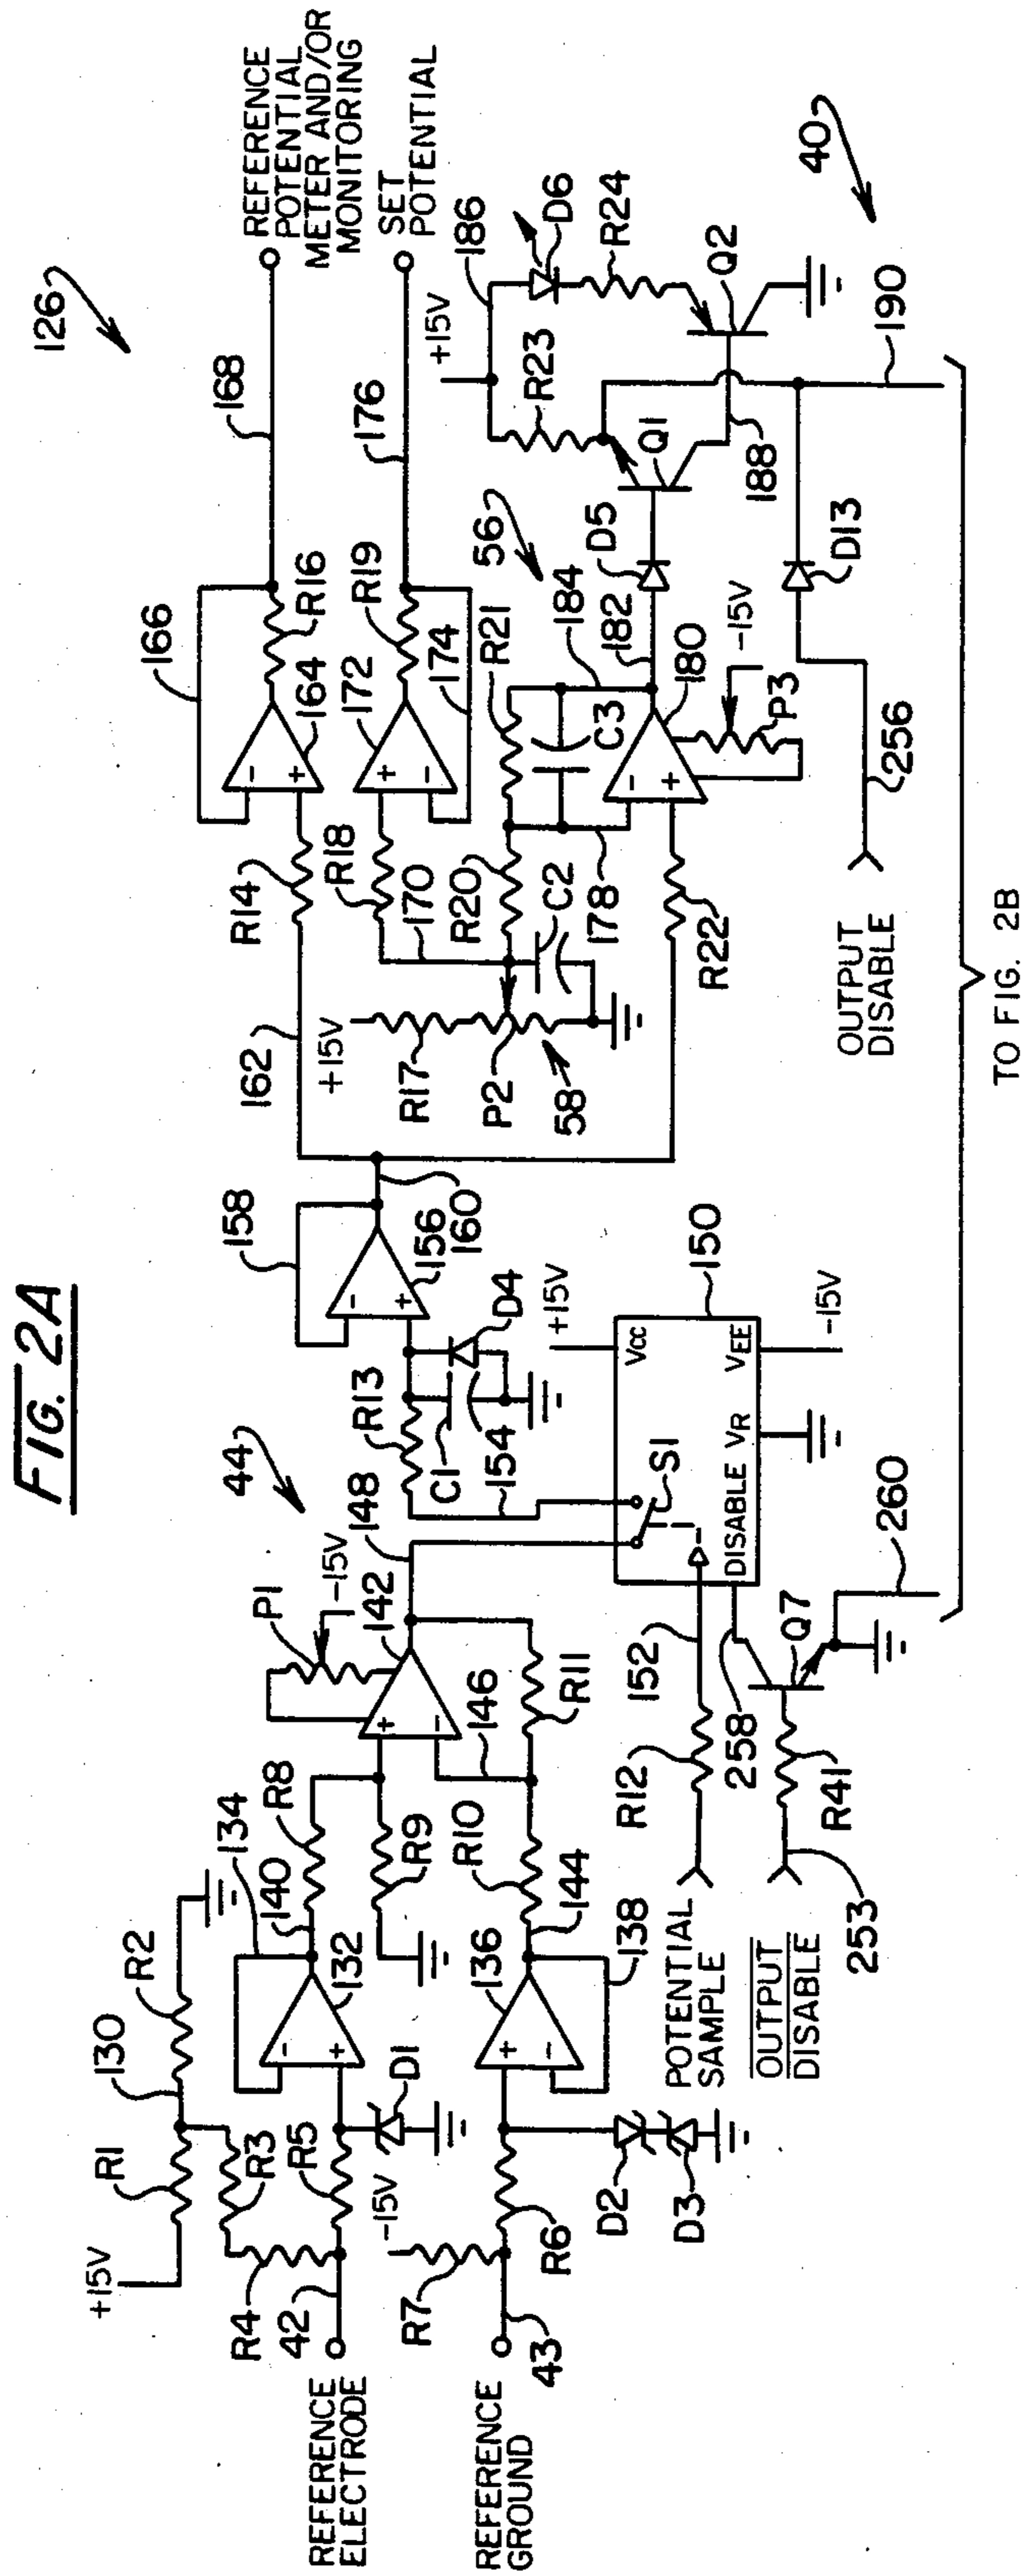 FIG. 2A
126
REFERENCE
POTENTIAL
METER AND/OR
MONITORING
SET
POTENTIAL
168
176
166
164
R16
R14
162
172
R19
174
R18
170
+15V
R17
P2
58
R20
C2
178
R21
C3
184
182
180
56
D5
R22
P3
-15V
+15V
186
R23
D6
R24
Q1
Q2
188
190
40
D13
256
OUTPUT
DISABLE
158
156
160
D4
R13
C1
154
44
148
P1
-15V
142
146
R11
R8
134
140
R9
R10
144
132
136
138
130
R1
R2
R3
R4
R5
+15V
42
D1
-15V
R7
R6
43
D2
D3
REFERENCE
ELECTRODE
REFERENCE
GROUND
POTENTIAL
SAMPLE
OUTPUT
DISABLE
R12
152
258
R41
253
Q7
260
+15V
150
VCC
S1
DISABLE
VR
VEE
-15V
TO FIG. 2B